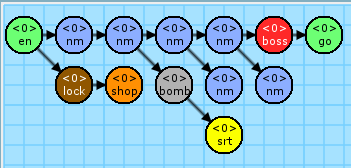 <0> <0> <0> <0> <0> <0> <0>
en nm nm nm nm boss go
<0> <0> <0> <0> <0>
lock shop bomb nm nm
<0>
srt